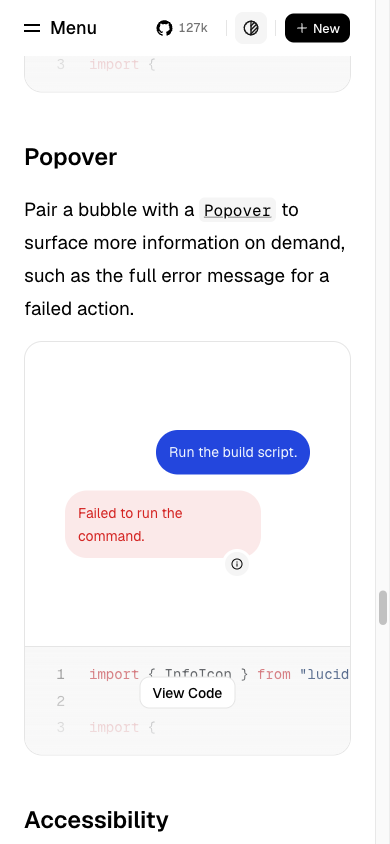 Menu
127k
New
3 import {
Popover
Pair a bubble with a Popover to
surface more information on demand,
such as the full error message for a
failed action.
Run the build script.
Failed to run the
command.
1 import { InfoIcon } from "lucid
View Code
2
3 import {
Accessibility